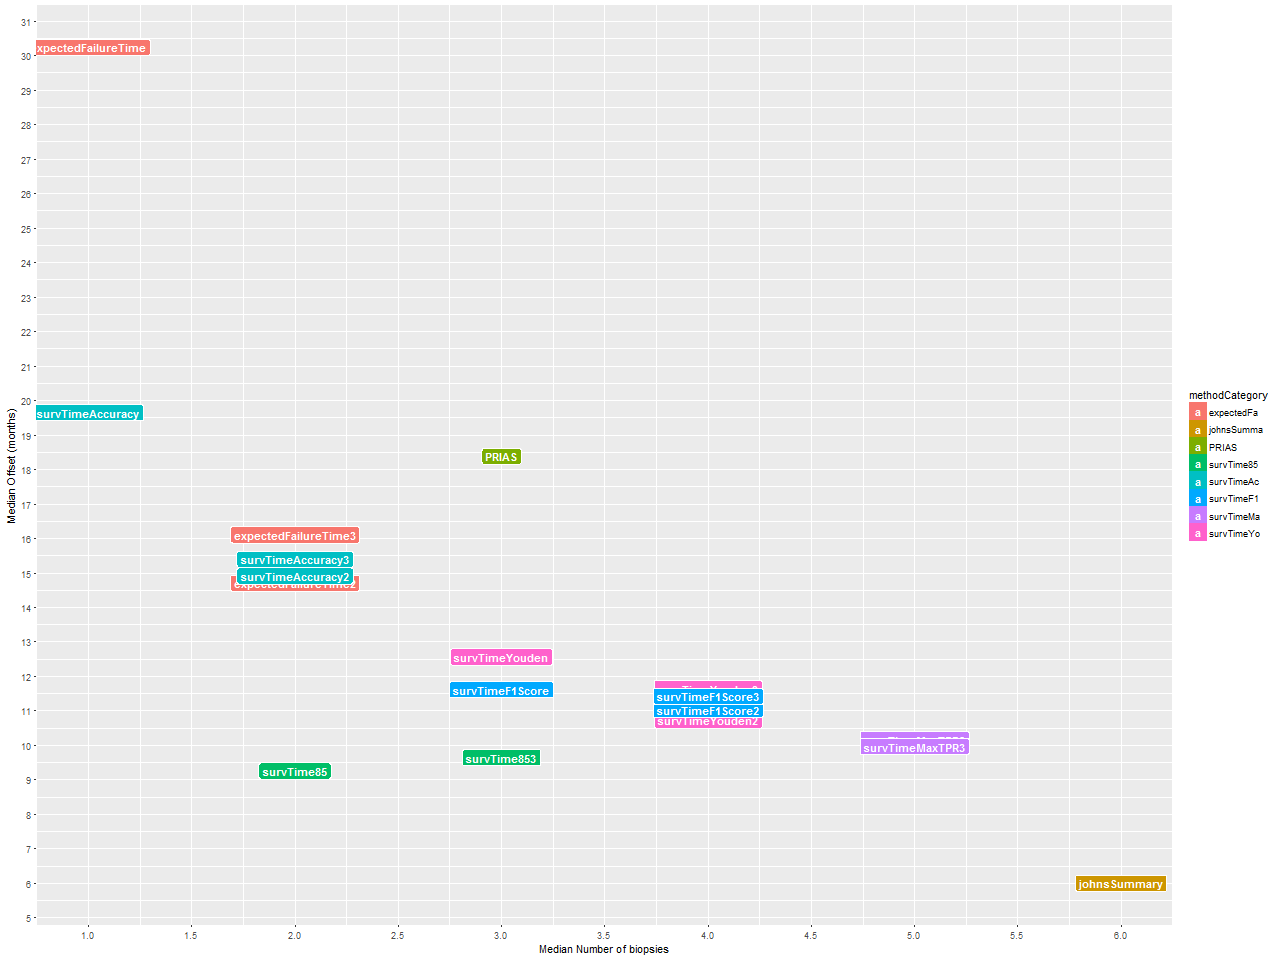 31
30
29
28
27
26
25
24
23
22
21
20
19
18
17
16
15
14
13
12
11
10
9
8
7
6
5
Median Offset (months)
xpectedFailureTime
survTimeAccuracy
PRIAS
expectedFailureTime3
survTimeAccuracy3
survTimeAccuracy2
expectedFailureTime2
survTimeYouden
survTimeF1Score
survTimeF1Score3
survTimeF1Score2
survTimeYouden2
survTimeMaxTPR3
survTime853
survTime85
johnsSummary
1.0 1.5 2.0 2.5 3.0 3.5 4.0 4.5 5.0 5.5 6.0
Median Number of biopsies
methodCategory
a expectedFa
a johnsSumma
a PRIAS
a survTime85
a survTimeAc
a survTimeF1
a survTimeMa
a survTimeYo